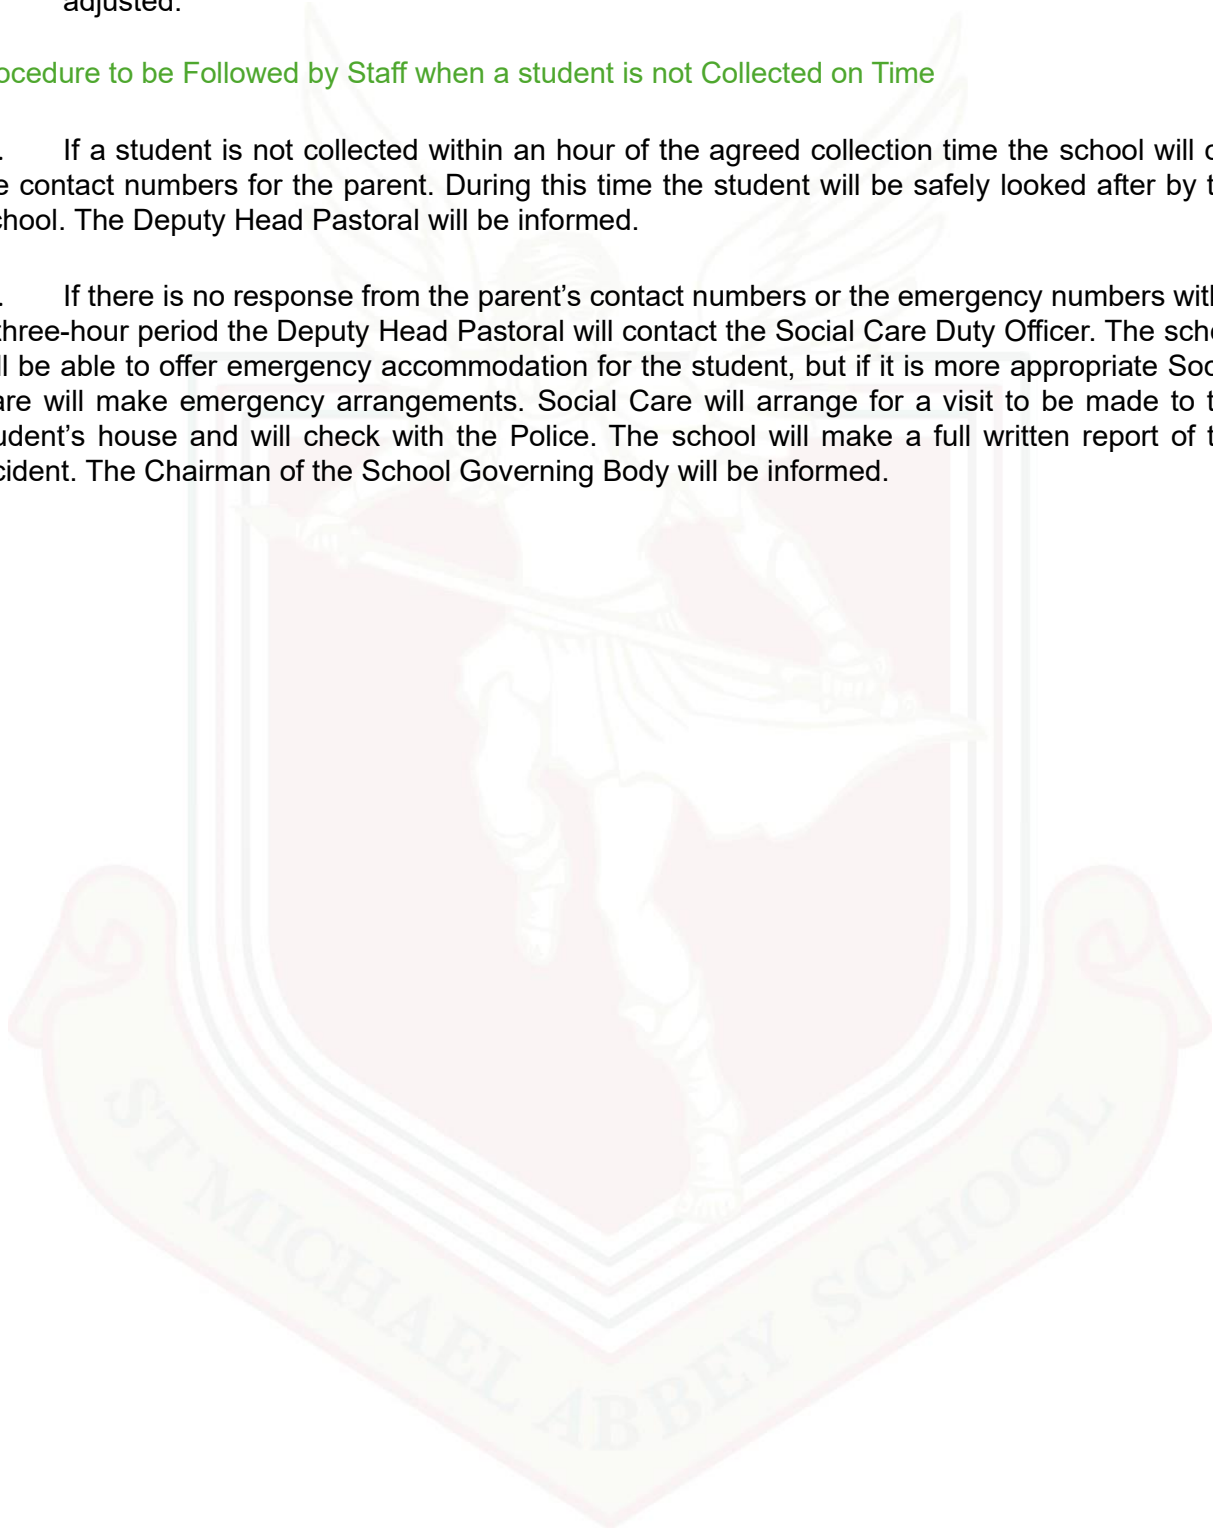 adjusted.
ocedure to be Followed by Staff when a student is not Collected on Time
. If a student is not collected within an hour of the agreed collection time the school will c
e contact numbers for the parent. During this time the student will be safely looked after by t
chool. The Deputy Head Pastoral will be informed.
. If there is no response from the parent’s contact numbers or the emergency numbers with
three-hour period the Deputy Head Pastoral will contact the Social Care Duty Officer. The scho
ll be able to offer emergency accommodation for the student, but if it is more appropriate Soc
are will make emergency arrangements. Social Care will arrange for a visit to be made to t
udent’s house and will check with the Police. The school will make a full written report of t
cident. The Chairman of the School Governing Body will be informed.
ST MICHAEL ABBEY SCHOOL